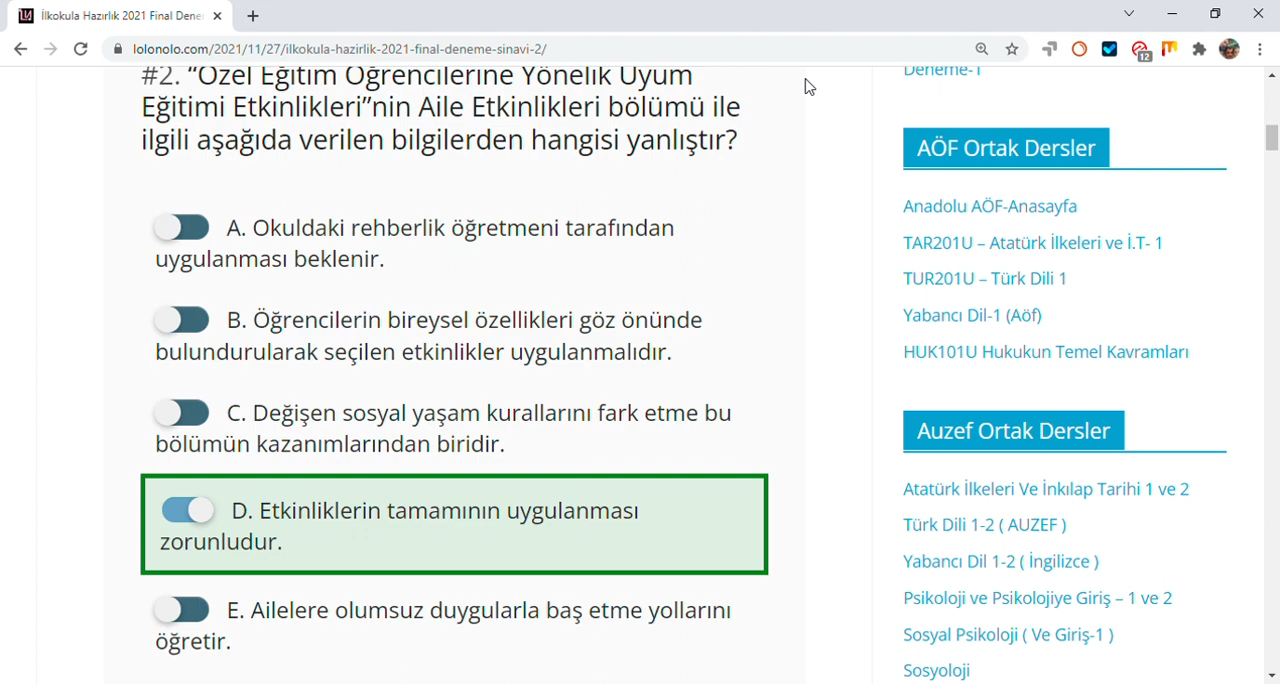 İlkokula Hazırlık 2021 Final Dene
lolonolo.com/2021/11/27/ilkokula-hazirlik-2021-final-deneme-sinavi-2/
12
#2. “Özel Eğitim Öğrencilerine Yönelik Uyum
Eğitimi Etkinlikleri”nin Aile Etkinlikleri bölümü ile
ilgili aşağıda verilen bilgilerden hangisi yanlıştır?
A. Okuldaki rehberlik öğretmeni tarafından
uygulanması beklenir.
B. Öğrencilerin bireysel özellikleri göz önünde
bulundurularak seçilen etkinlikler uygulanmalıdır.
C. Değişen sosyal yaşam kurallarını fark etme bu
bölümün kazanımlarından biridir.
D. Etkinliklerin tamamının uygulanması
zorunludur.
E. Ailelere olumsuz duygularla baş etme yollarını
öğretir.
Deneme-1
AÖF Ortak Dersler
Anadolu AÖF-Anasayfa
TAR201U – Atatürk İlkeleri ve İ.T- 1
TUR201U – Türk Dili 1
Yabancı Dil-1 (Aöf)
HUK101U Hukukun Temel Kavramları
Auzef Ortak Dersler
Atatürk İlkeleri Ve İnkılap Tarihi 1 ve 2
Türk Dili 1-2 ( AUZEF )
Yabancı Dil 1-2 ( İngilizce )
Psikoloji ve Psikolojiye Giriş – 1 ve 2
Sosyal Psikoloji ( Ve Giriş-1 )
Sosyoloji